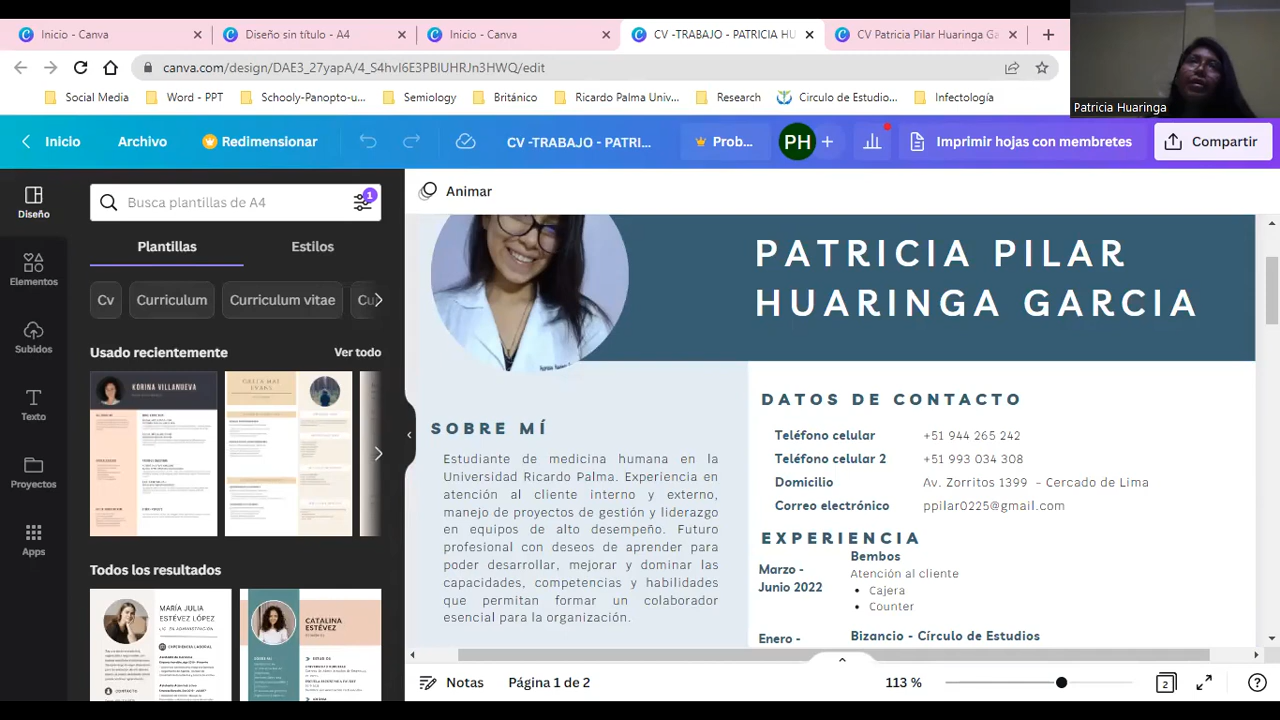 Inicio - Canva
Diseño sin título - A4
Inicio - Canva
CV -TRABAJO - PATRICIA HU
CV Patricia Pilar Huaringa Ga
canva.com/design/DAE3_27yapA/4_S4hvI6E3PBlUHRJn3HWQ/edit
Patricia Huaringa
Social Media
Word - PPT
Schooly-Panopto-u...
Semiology
Británico
Ricardo Palma Univ...
Research
Circulo de Estudio...
Infectología
Inicio
Archivo
Redimensionar
CV -TRABAJO - PATRI...
Prob...
PH
Imprimir hojas con membretes
Compartir
Diseño
Elementos
Subidos
Texto
Proyectos
Apps
Busca plantillas de A4
1
Plantillas
Estilos
Cv
Curriculum
Curriculum vitae
Cu
Usado recientemente
Ver todo
KORINA VILLANUEVA
Todos los resultados
MARÍA JULIA
ESTÉVEZ LÓPEZ
CATALINA
ESTÉVEZ
Animar
PATRICIA PILAR
HUARINGA GARCIA
SOBRE MÍ
Estudiante de medicina humana en la
Universidad Ricardo Palma. Experiencia en
atención al cliente interno y externo,
manejo de proyectos de gestión y liderazgo
en equipos de alto desempeño. Futuro
profesional con deseos de aprender para
poder desarrollar, mejorar y dominar las
capacidades, competencias y habilidades
que permitan formar un colaborador
esencial para la organización.
DATOS DE CONTACTO
Teléfono celular
Teléfono celular 2
+51 993 034 308
Domicilio
Av. Zorritos 1399 - Cercado de Lima
Correo electrónico
ppilar0225@gmail.com
EXPERIENCIA
Marzo -
Junio 2022
Bembos
Atención al cliente
• Cajera
• Counter
Enero -
Bizancio - Círculo de Estudios
Notas
Página 1 de 2
113 %
2